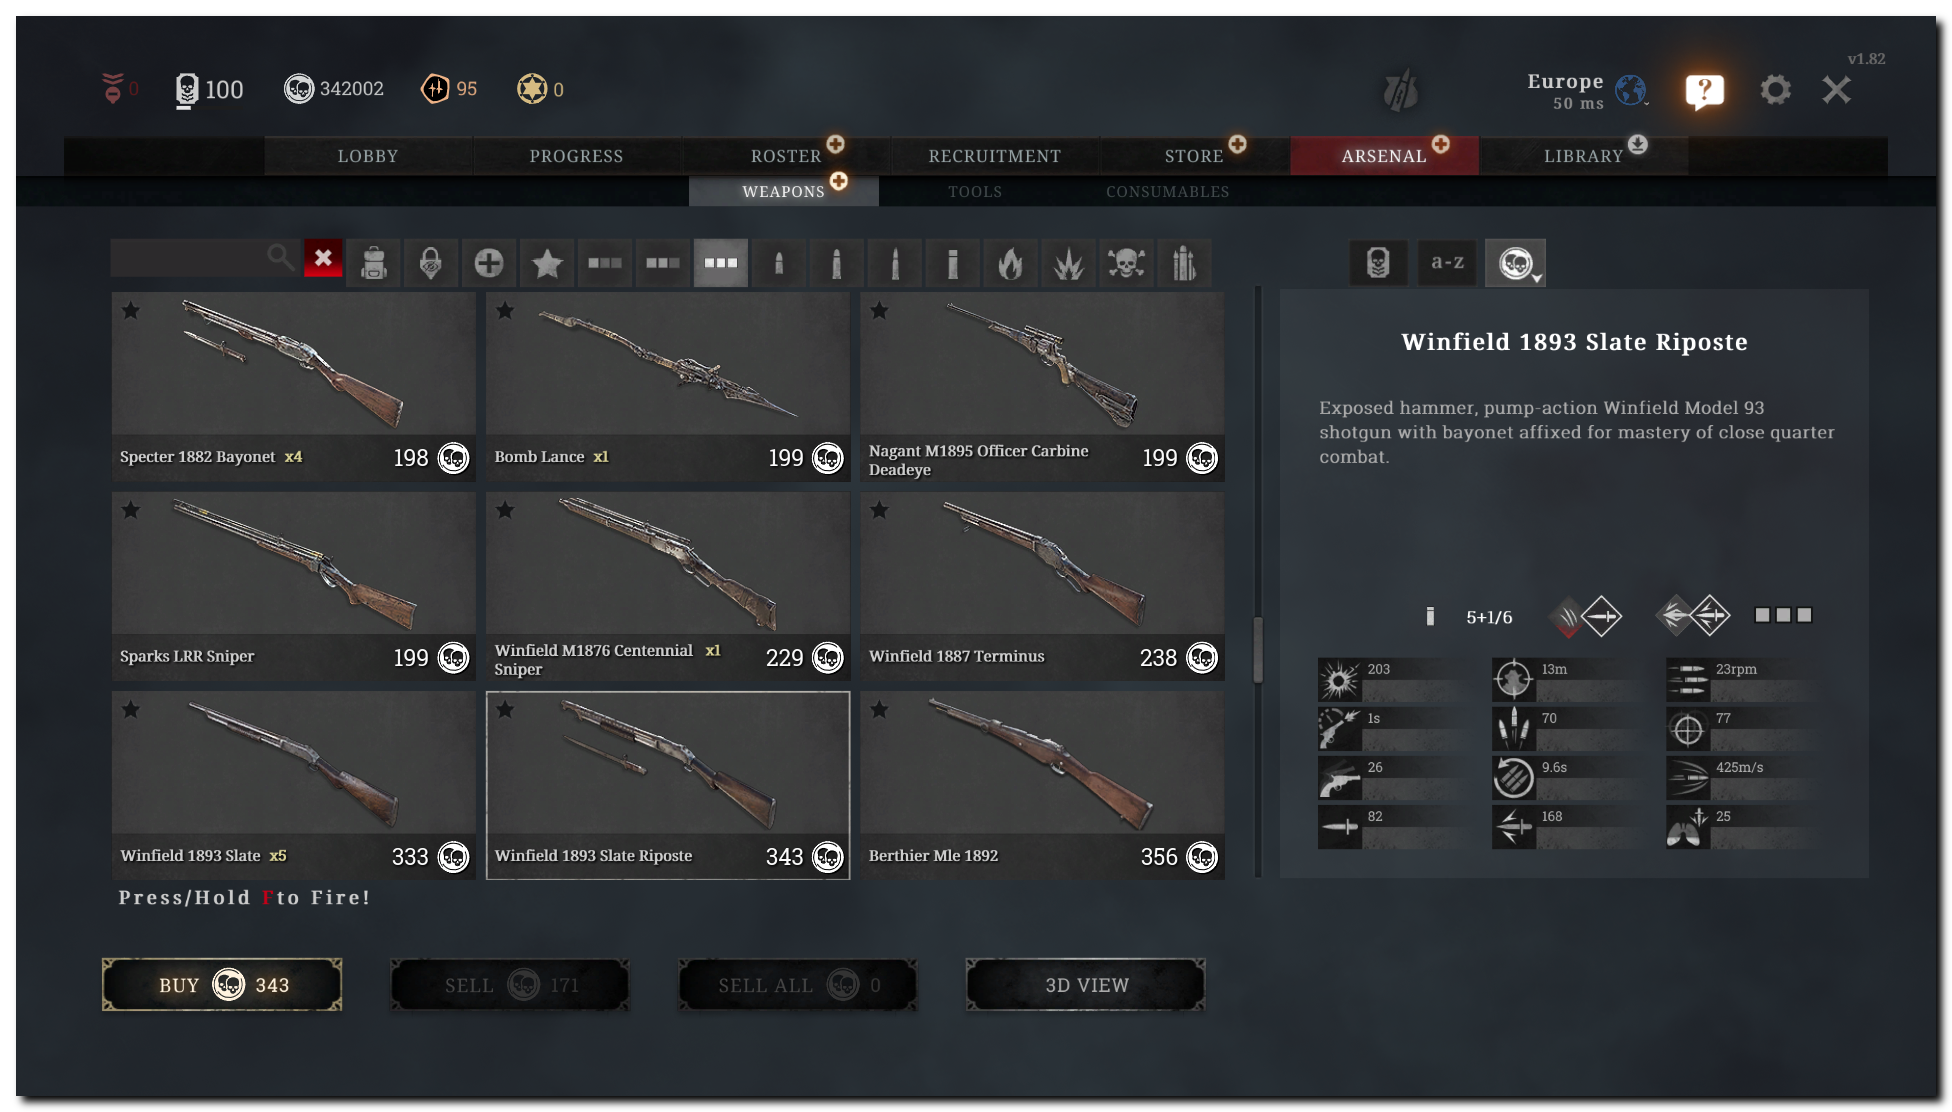 v1.82
0
100
342002
95
0
Europe
50 ms
?
LOBBY
PROGRESS
ROSTER
RECRUITMENT
STORE
ARSENAL
LIBRARY
WEAPONS
TOOLS
CONSUMABLES
a-z
Specter 1882 Bayonet x4
198
Bomb Lance x1
199
Nagant M1895 Officer Carbine
Deadeye
199
Sparks LRR Sniper
199
Winfield M1876 Centennial x1
Sniper
229
Winfield 1887 Terminus
238
Winfield 1893 Slate x5
333
Winfield 1893 Slate Riposte
343
Berthier Mle 1892
356
Press/Hold F to Fire!
BUY 343
SELL 171
SELL ALL 0
3D VIEW
Winfield 1893 Slate Riposte
Exposed hammer, pump-action Winfield Model 93
shotgun with bayonet affixed for mastery of close quarter
combat.
5+1/6
203
13m
23rpm
1s
70
77
26
9.6s
425m/s
82
168
25